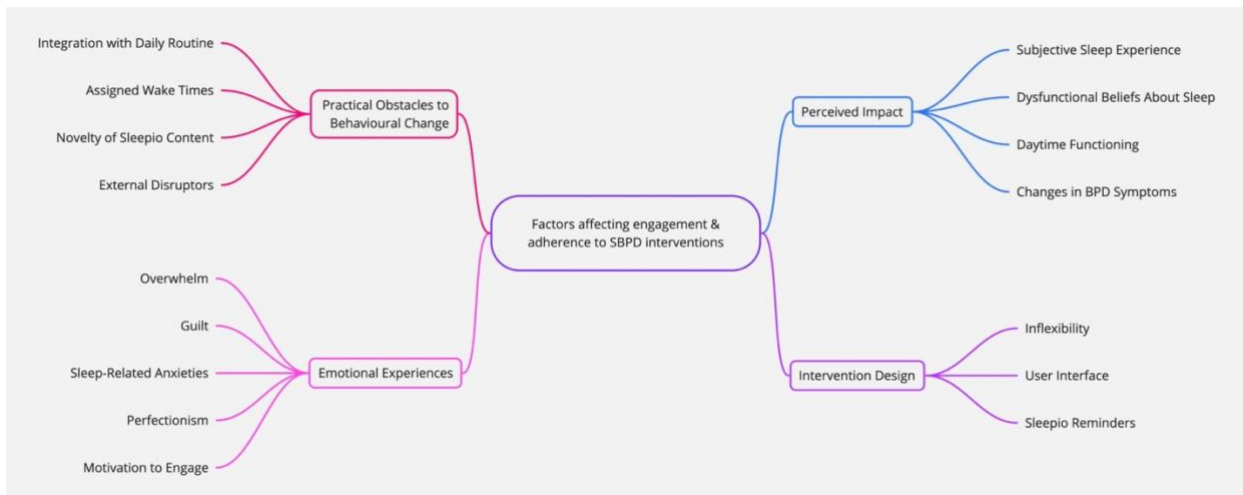 Integration with Daily Routine
Assigned Wake Times
Novelty of Sleepio Content
External Disruptors
Practical Obstacles to
Behavioural Change
Overwhelm
Guilt
Sleep-Related Anxieties
Perfectionism
Motivation to Engage
Emotional Experiences
Factors affecting engagement &
adherence to SBPD interventions
Perceived Impact
Subjective Sleep Experience
Dysfunctional Beliefs About Sleep
Daytime Functioning
Changes in BPD Symptoms
Intervention Design
Inflexibility
User Interface
Sleepio Reminders